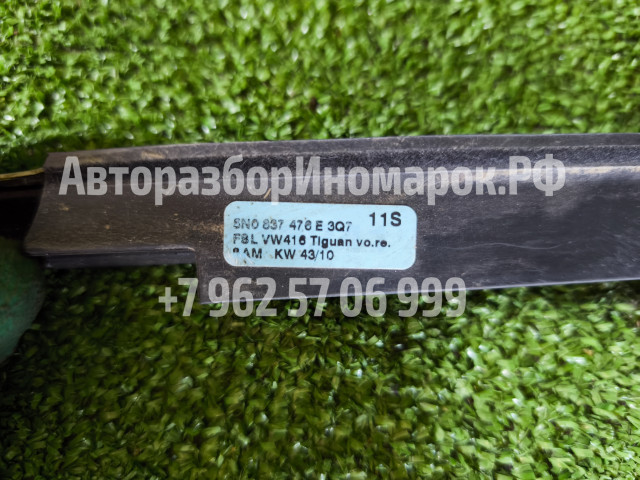 АвторазборИномарок.РФ
5N0 837 476 E 3Q7 11S
FBL VW416 Tiguan vo.re.
8AM KW 43/10
+7 962 57 06 999